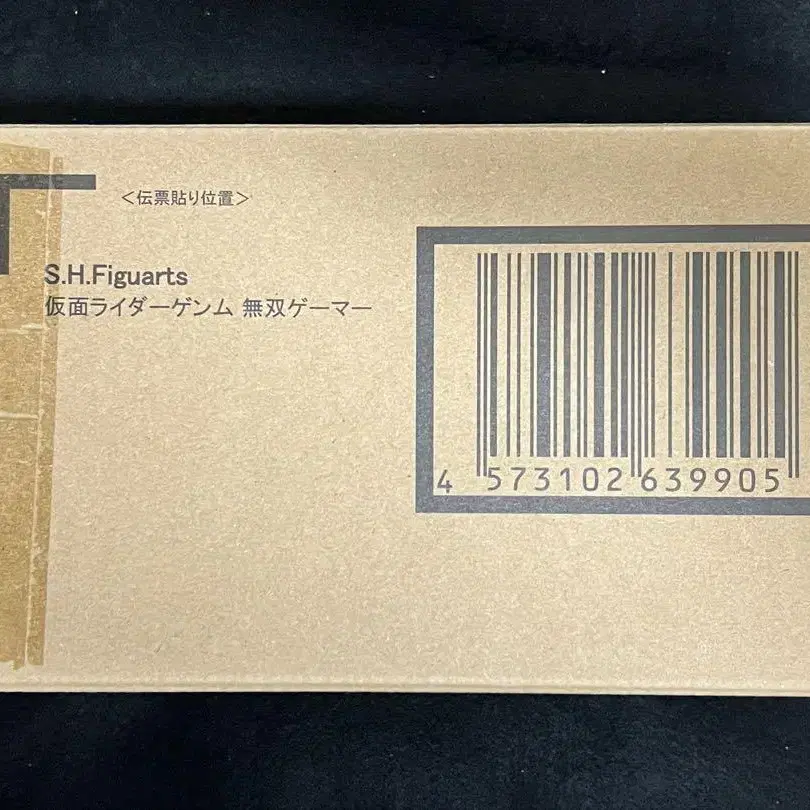 ＜伝票貼り位置＞
S.H.Figuarts
仮面ライダーゲンム 無双ゲーマー
4 573102 639905